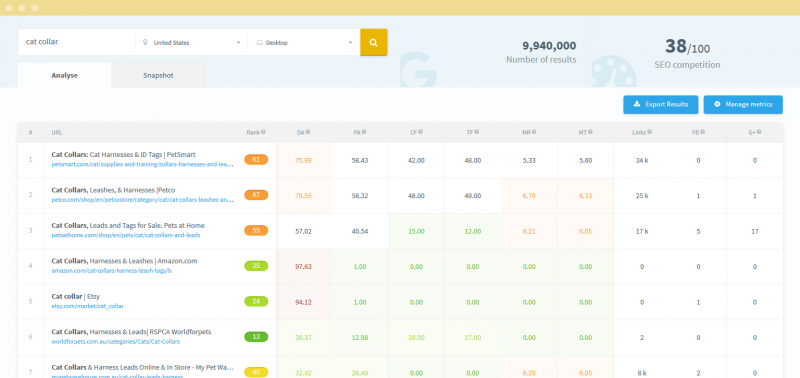 cat collar
United States
Desktop
9,940,000
Number of results
38/100
SEO competition
Analyse
Snapshot
Export Results
Manage metrics
# URL Rank DA PA CF TF MR MT Links FB G+
1 Cat Collars: Cat Harnesses & ID Tags | PetSmart 61 75.99 58.43 42.00 48.00 5.33 5.60 34 k 0 0
petsmart.com/cat/supplies-and-training/collars-harnesses-and-lea...
2 Cat Collars, Leashes, & Harnesses |Petco 67 79.55 58.32 48.00 49.00 6.79 6.33 25 k 1 1
petco.com/shop/en/petcostore/category/cat/cat-collars-leashes-an...
3 Cat Collars, Leads and Tags for Sale. Pets at Home 55 57.02 40.54 15.00 12.00 6.21 6.05 17 k 5 17
petsathome.com/shop/en/pets/cat/cat-collars-and-leads
4 Cat Collars, Harnesses & Leashes | Amazon.com 25 97.63 1.00 0.00 0.00 0.00 0.00 0 0 0
amazon.com/cat-collars-harness-leash-tags/b
5 Cat collar | Etsy 24 94.12 1.00 0.00 0.00 0.00 0.00 0 1 0
etsy.com/market/cat_collar
6 Cat Collars, Harnesses & Leads| RSPCA Worldforpets 13 38.37 12.98 39.00 27.00 0.00 0.00 2 0 0
worldforpets.com.au/categories/Cats/Cat-Collars
7 Cat Collars & Harness Leads Online & In Store - My Pet Wa... 45 32.82 28.49 0.00 0.00 6.20 6.05 8 k 2 0
mypetwarehouse.com.au/cat-collar-leads-harness